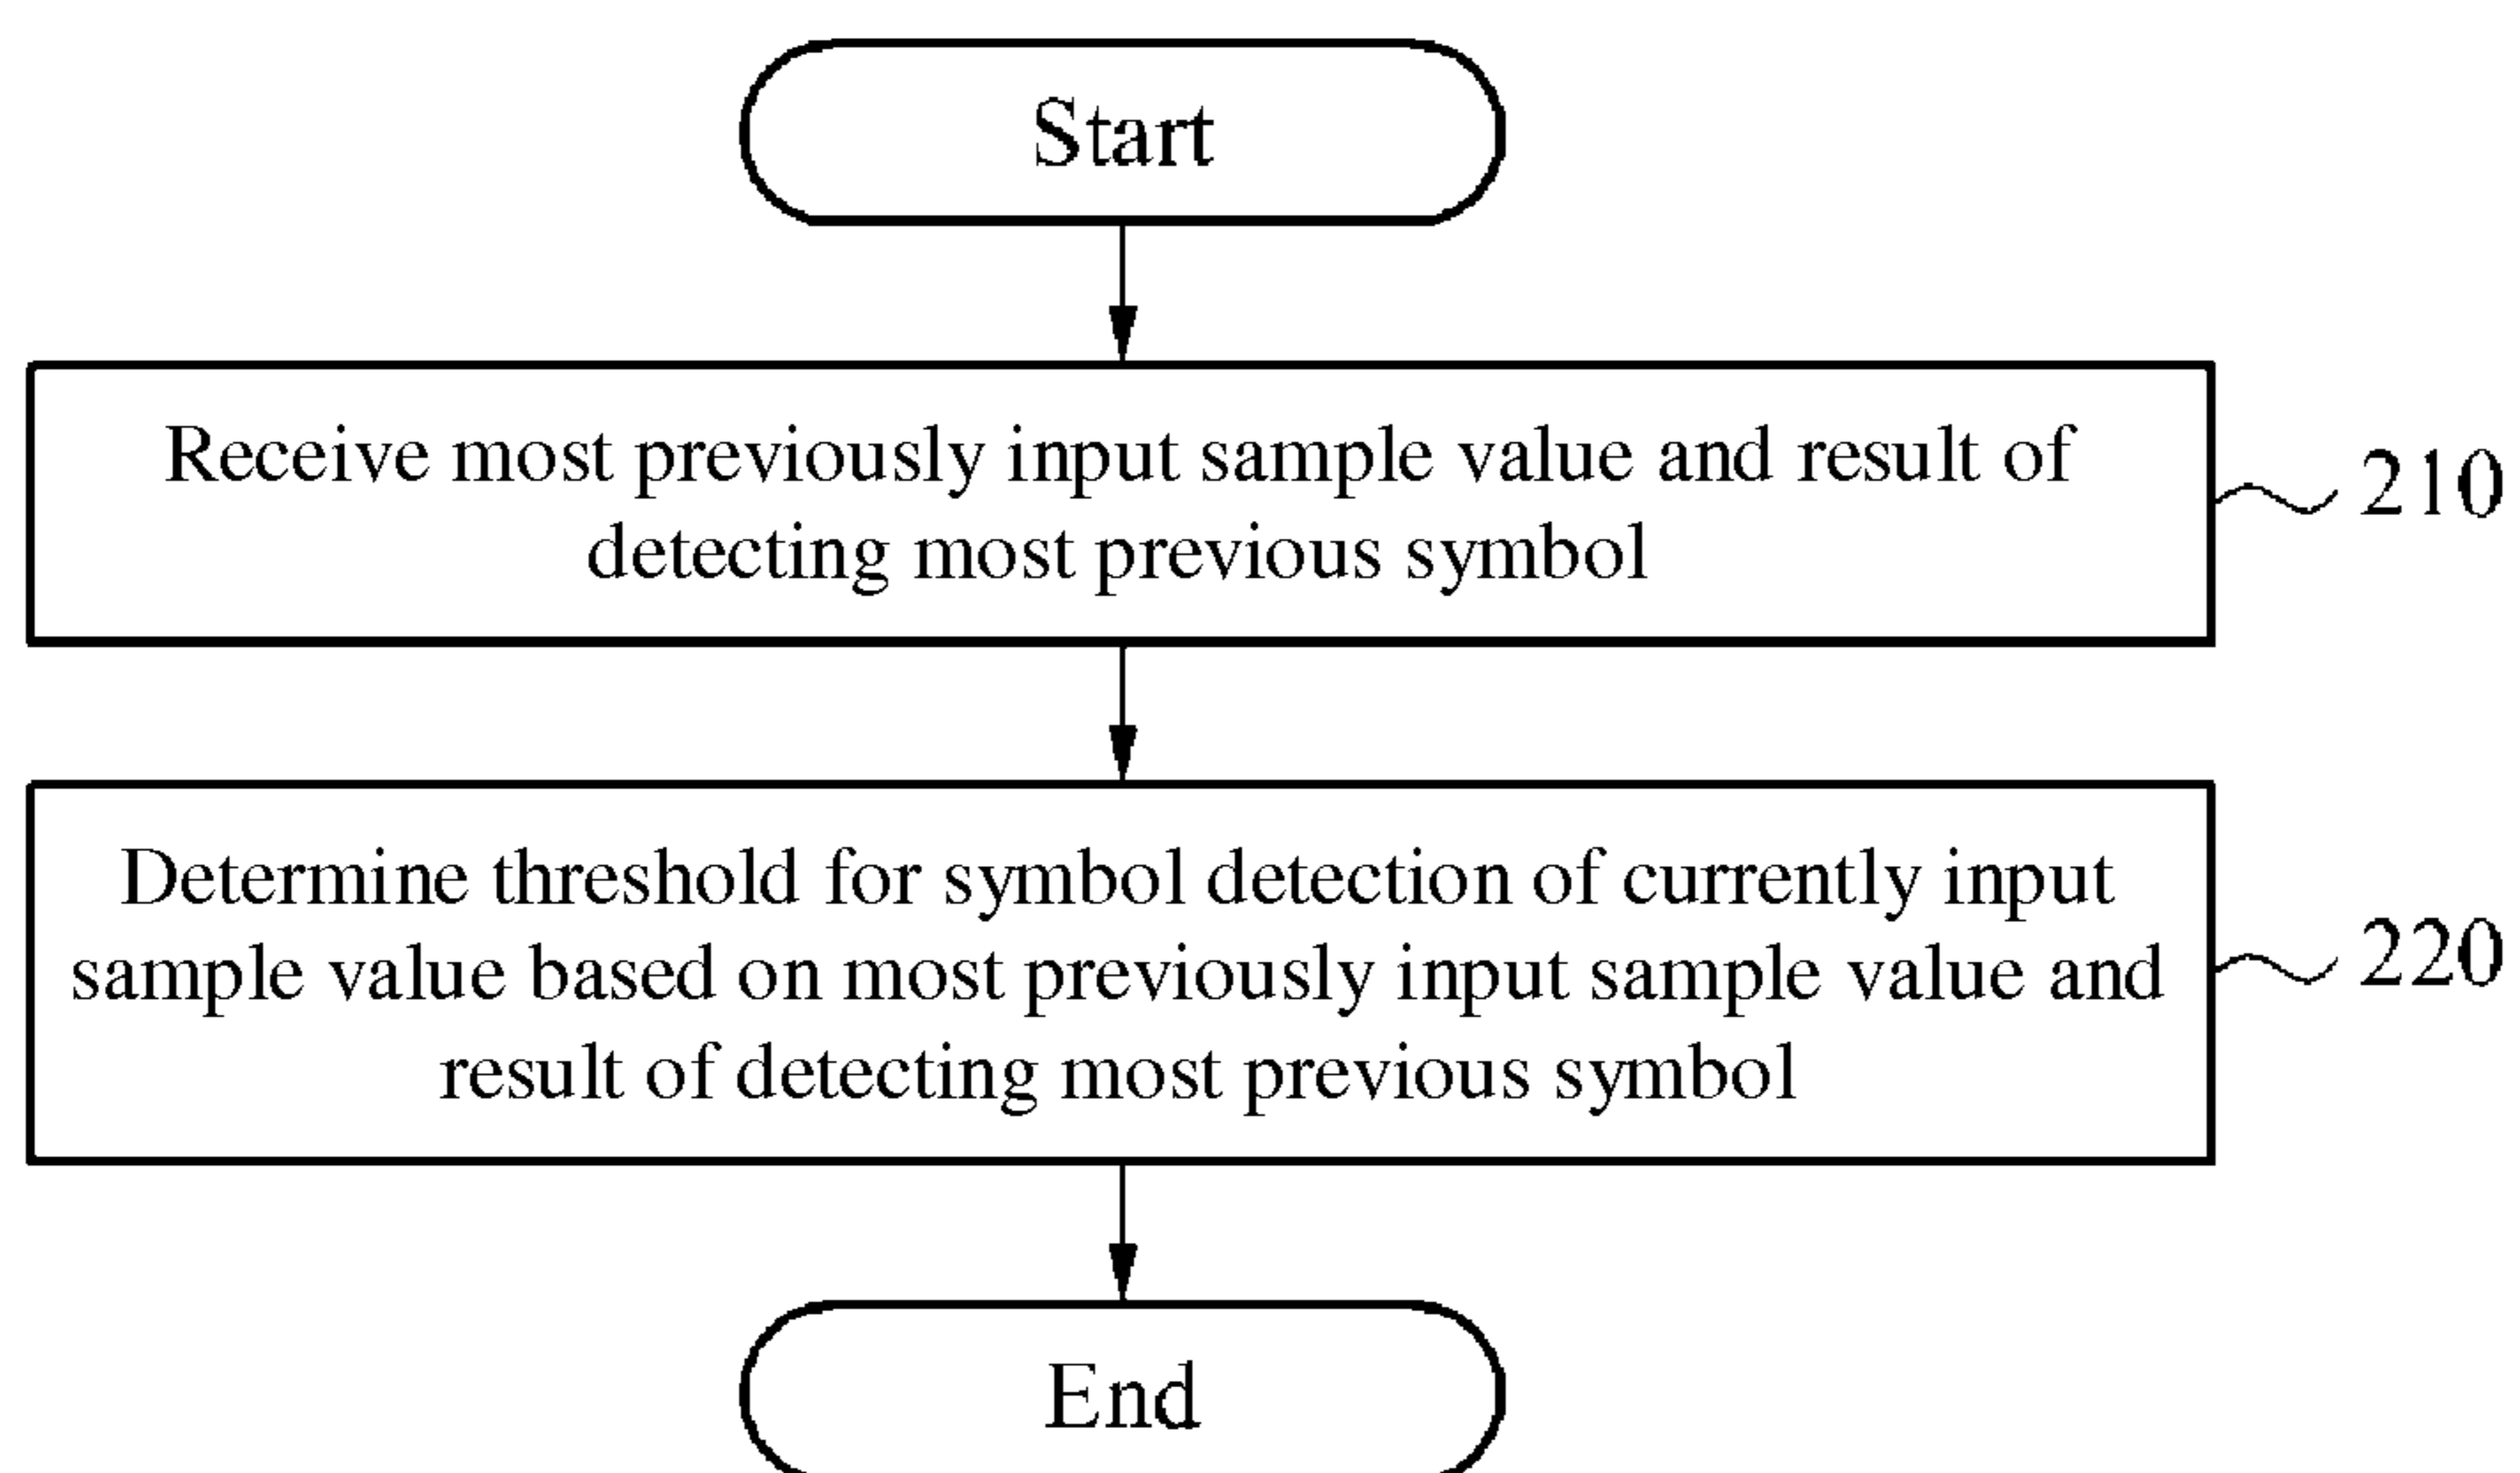 Start
Receive most previously input sample value and result of
detecting most previous symbol
210
Determine threshold for symbol detection of currently input
sample value based on most previously input sample value and
result of detecting most previous symbol
220
End